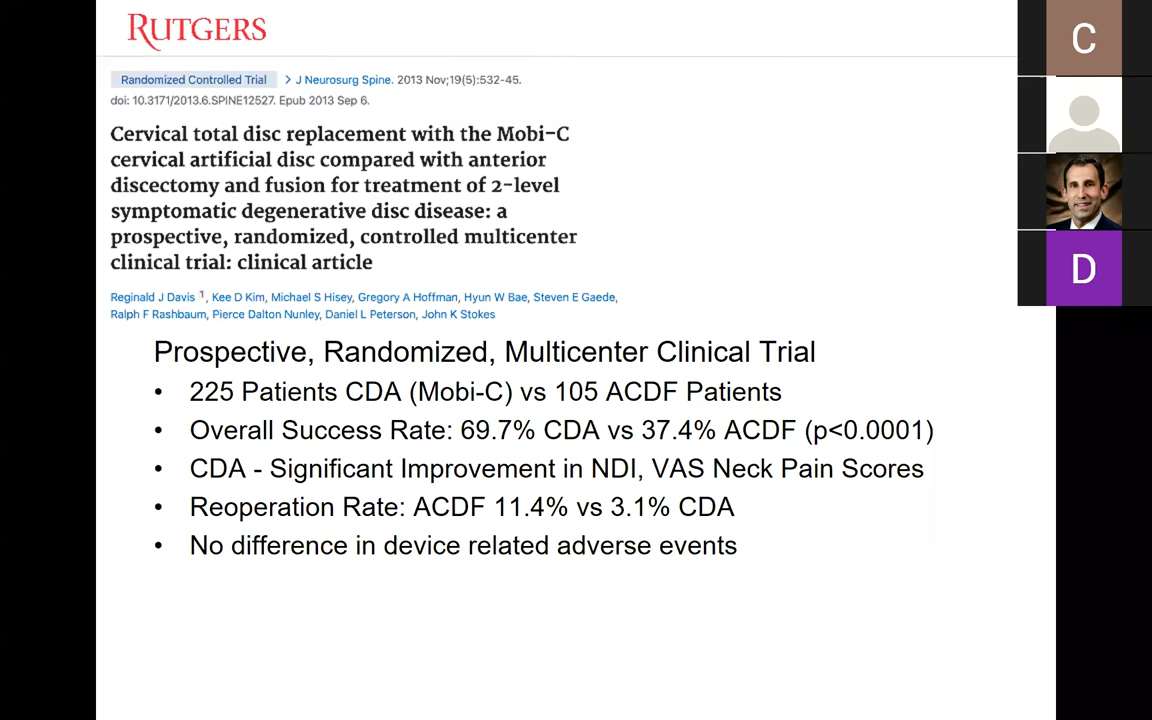 RUTGERS
Randomized Controlled Trial > J Neurosurg Spine. 2013 Nov;19(5):532-45.
doi: 10.3171/2013.6.SPINE12527. Epub 2013 Sep 6.
Cervical total disc replacement with the Mobi-C
cervical artificial disc compared with anterior
discectomy and fusion for treatment of 2-level
symptomatic degenerative disc disease: a
prospective, randomized, controlled multicenter
clinical trial: clinical article
Reginald J Davis 1, Kee D Kim, Michael S Hisey, Gregory A Hoffman, Hyun W Bae, Steven E Gaede,
Ralph F Rashbaum, Pierce Dalton Nunley, Daniel L Peterson, John K Stokes
Prospective, Randomized, Multicenter Clinical Trial
• 225 Patients CDA (Mobi-C) vs 105 ACDF Patients
• Overall Success Rate: 69.7% CDA vs 37.4% ACDF (p<0.0001)
• CDA - Significant Improvement in NDI, VAS Neck Pain Scores
• Reoperation Rate: ACDF 11.4% vs 3.1% CDA
• No difference in device related adverse events
C
D